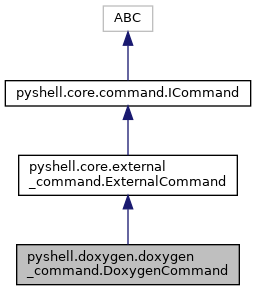 ABC
pyshell.core.command.ICommand
pyshell.core.external
_command.ExternalCommand
pyshell.doxygen.doxygen
_command.DoxygenCommand